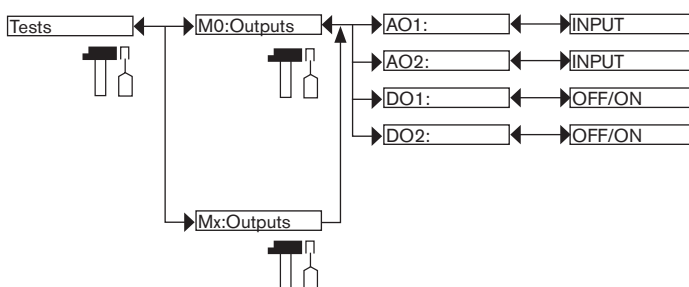 Tests
M0:Outputs
AO1:
INPUT
AO2:
INPUT
DO1:
OFF/ON
DO2:
OFF/ON
Mx:Outputs